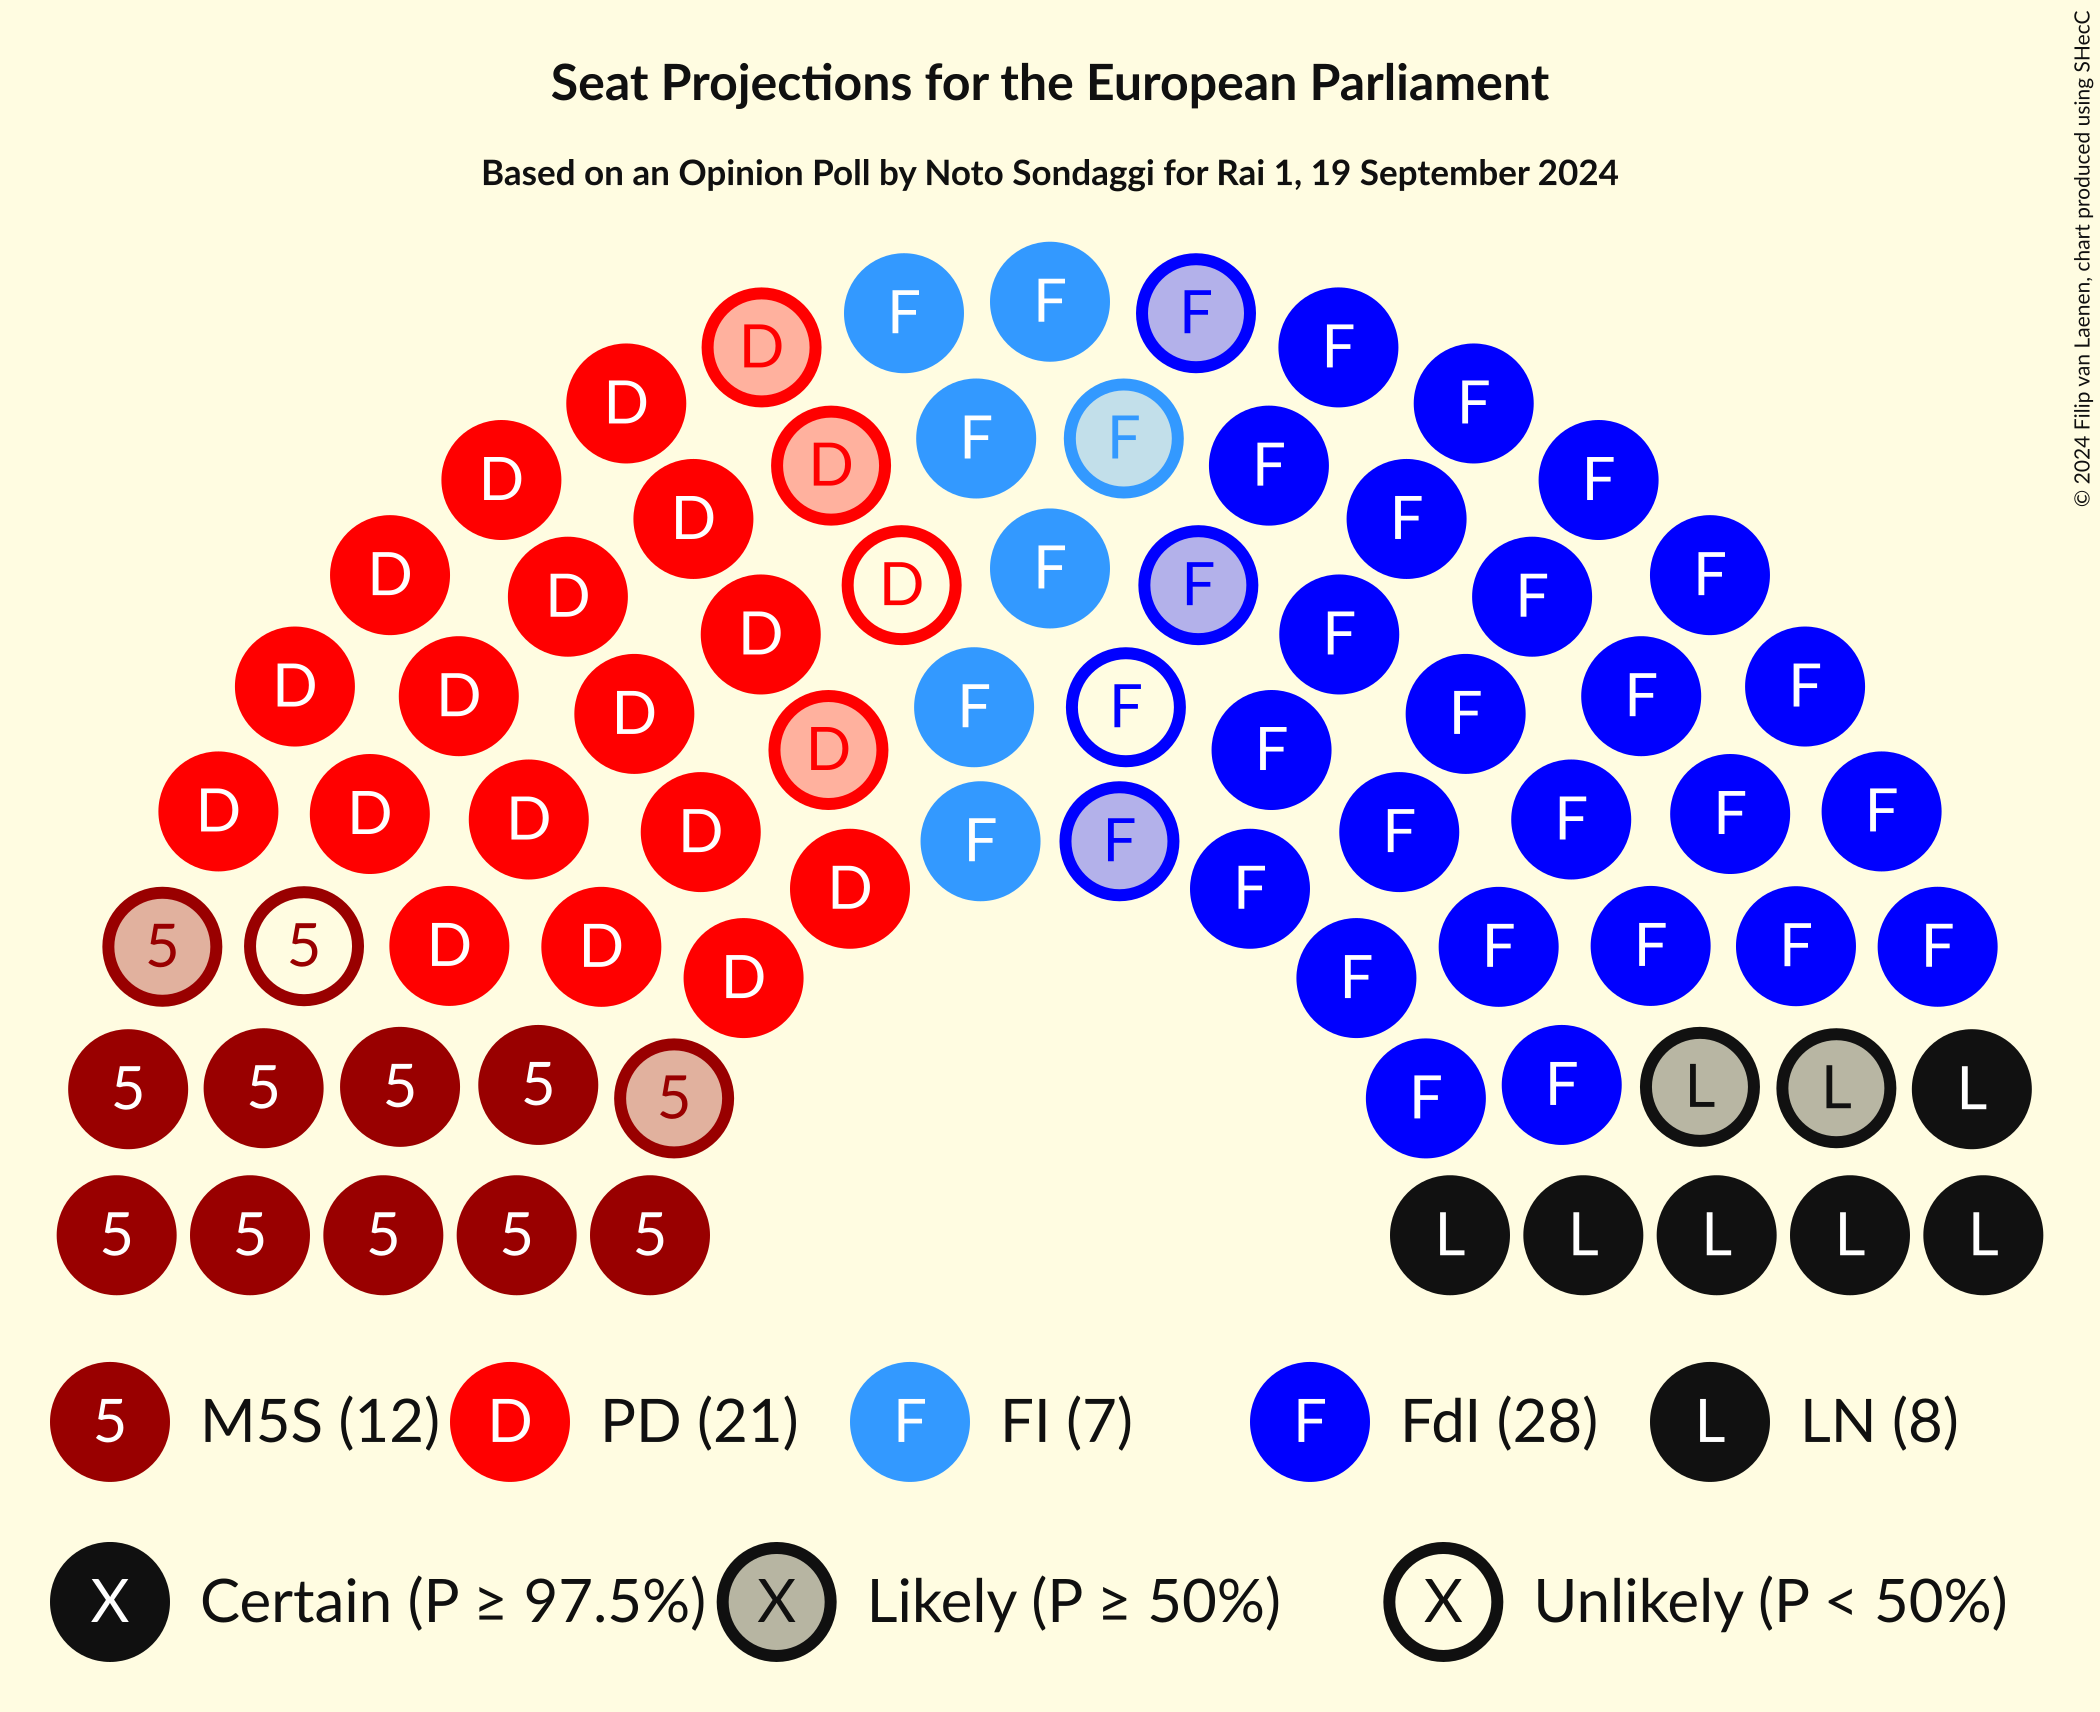 Seat Projections for the European Parliament
Based on an Opinion Poll by Noto Sondaggi for Rai 1, 19 September 2024
© 2024 Filip van Laenen, chart produced using SHecC
F F F
D F
D F F F
D D F
D F F
D D F
D F F F
D D D F F F
D D F F F
D D D F F F F
D F F F
D D D D F F F F
D F F F
5 5 D D F F F F
D F
5 5 5 5 5 F F L L L
5 5 5 5 5 L L L L L
5 M5S (12) D PD (21) F FI (7) F FdI (28) L LN (8)
X Certain (P ≥ 97.5%) X Likely (P ≥ 50%) X Unlikely (P < 50%)